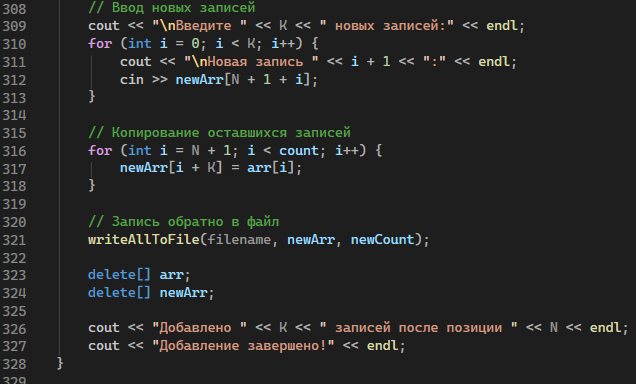 308 // Ввод новых записей
309 cout << "\nВведите " << K << " новых записей:" << endl;
310 for (int i = 0; i < K; i++) {
311 cout << "\nНовая запись " << i + 1 << ":" << endl;
312 cin >> newArr[N + 1 + i];
313 }
314
315 // Копирование оставшихся записей
316 for (int i = N + 1; i < count; i++) {
317 newArr[i + K] = arr[i];
318 }
319
320 // Запись обратно в файл
321 writeAllToFile(filename, newArr, newCount);
322
323 delete[] arr;
324 delete[] newArr;
325
326 cout << "Добавлено " << K << " записей после позиции " << N << endl;
327 cout << "Добавление завершено!" << endl;
328 }
329